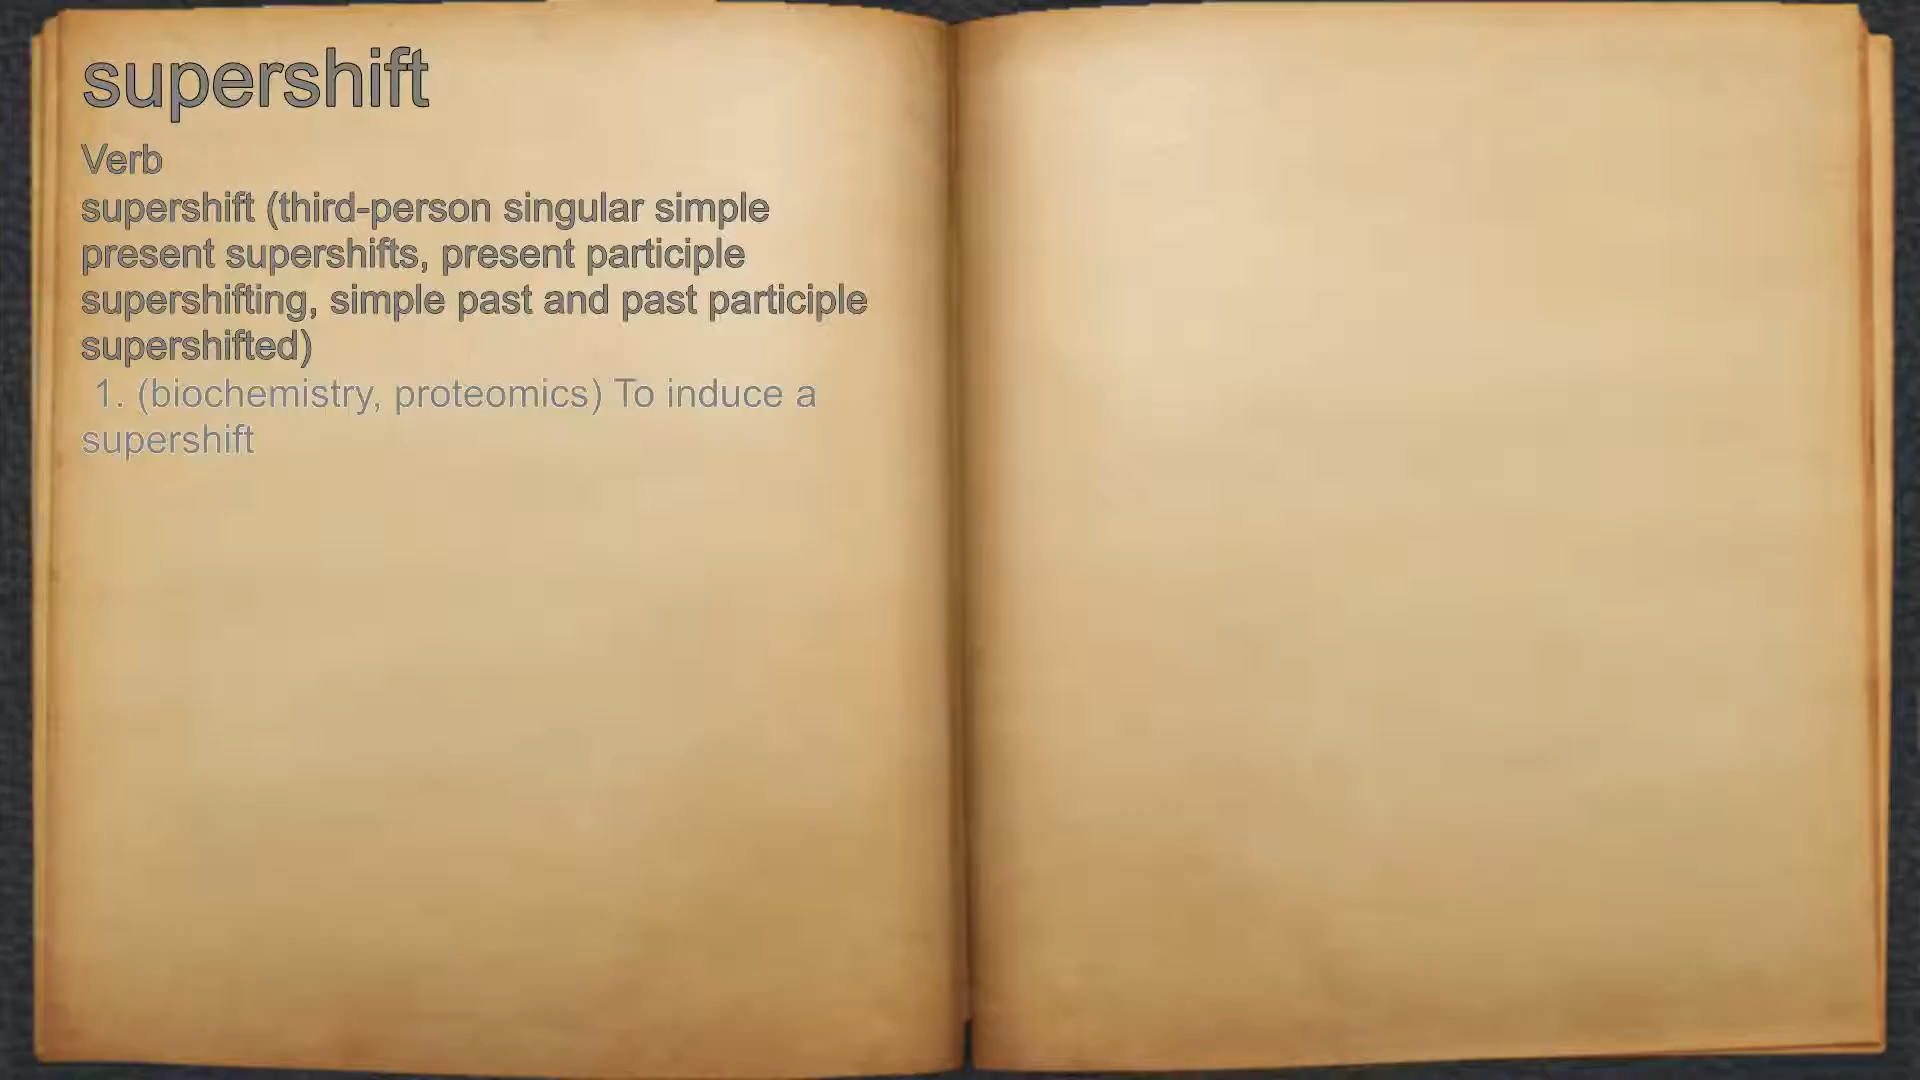 supershift
Verb
supershift (third-person singular simple
present supershifts, present participle
supershifting, simple past and past participle
supershifted)
1. (biochemistry, proteomics) To induce a
supershift